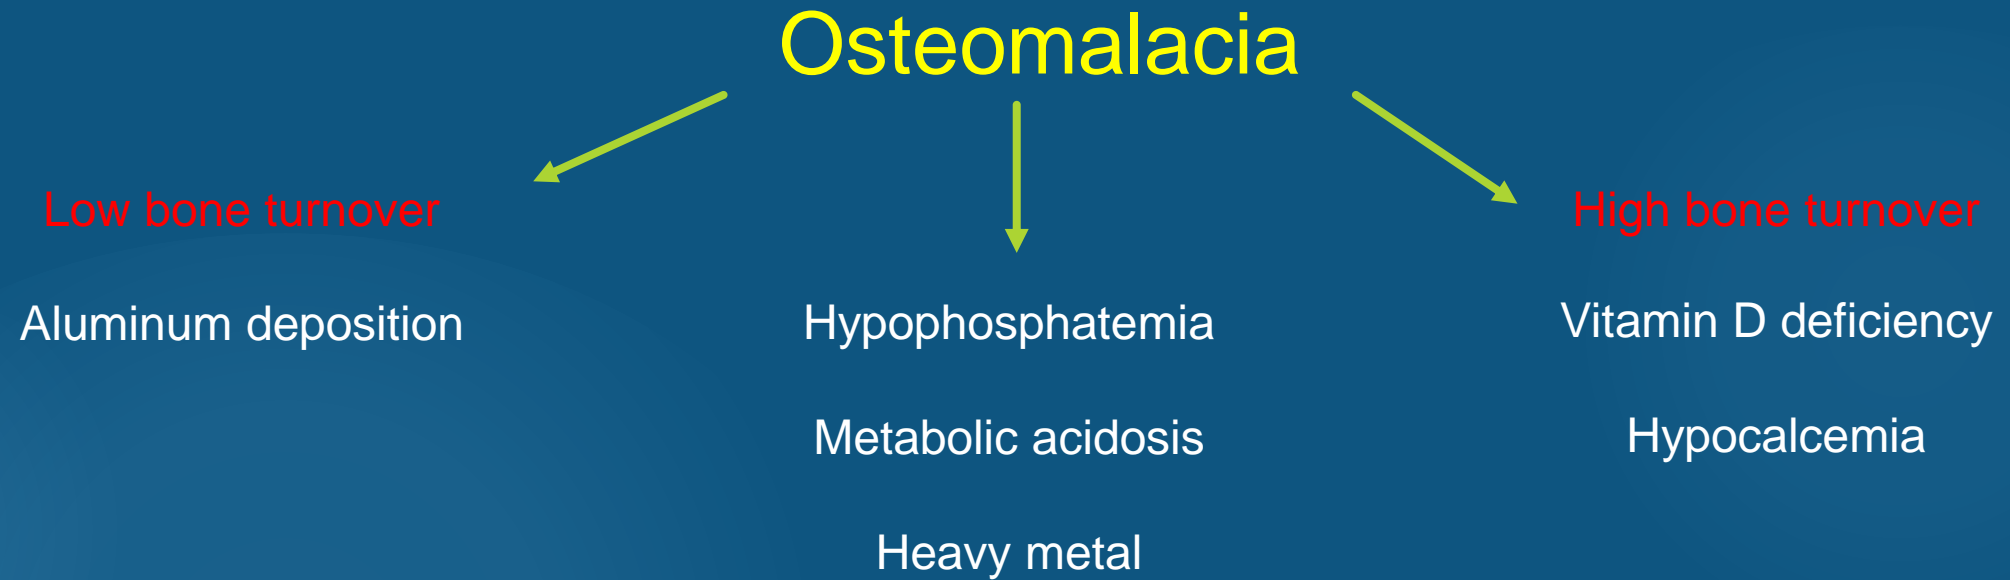 Osteomalacia
Low bone turnover
High bone turnover
Aluminum deposition
Hypophosphatemia
Vitamin D deficiency
Metabolic acidosis
Hypocalcemia
Heavy metal